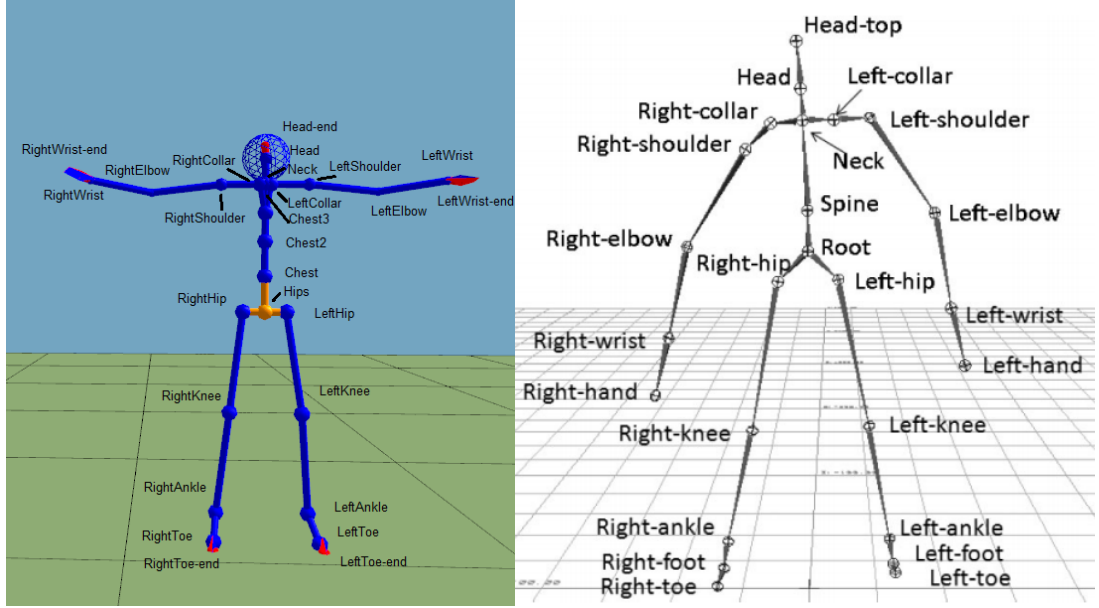 Head-end
Head
Neck
RightCollar
RightElbow
RightWrist-end
RightWrist
RightShoulder
LeftShoulder
LeftWrist
LeftWrist-end
LeftElbow
LeftCollar
Chest3
Chest2
Chest
Hips
RightHip
LeftHip
RightKnee
LeftKnee
RightAnkle
LeftAnkle
RightToe
LeftToe
RightToe-end
LeftToe-end
Head-top
Head
Left-collar
Right-collar
Left-shoulder
Right-shoulder
Neck
Spine
Left-elbow
Right-elbow
Root
Right-hip
Left-hip
Left-wrist
Right-wrist
Left-hand
Right-hand
Right-knee
Left-knee
Right-ankle
Left-ankle
Right-foot
Left-foot
Right-toe
Left-toe